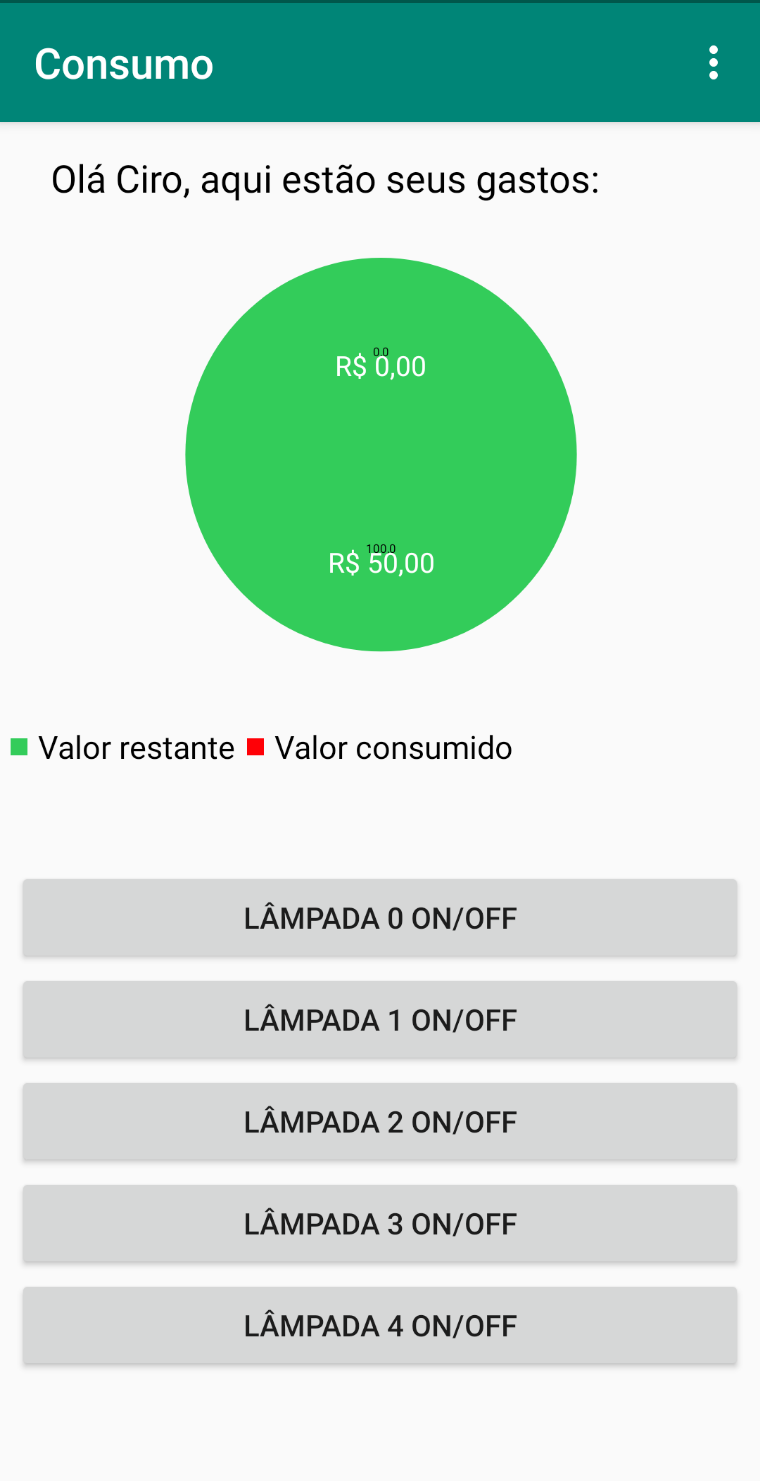 Consumo
Olá Ciro, aqui estão seus gastos:
0.0
R$ 0,00
100.0
R$ 50,00
Valor restante Valor consumido
LÂMPADA 0 ON/OFF
LÂMPADA 1 ON/OFF
LÂMPADA 2 ON/OFF
LÂMPADA 3 ON/OFF
LÂMPADA 4 ON/OFF